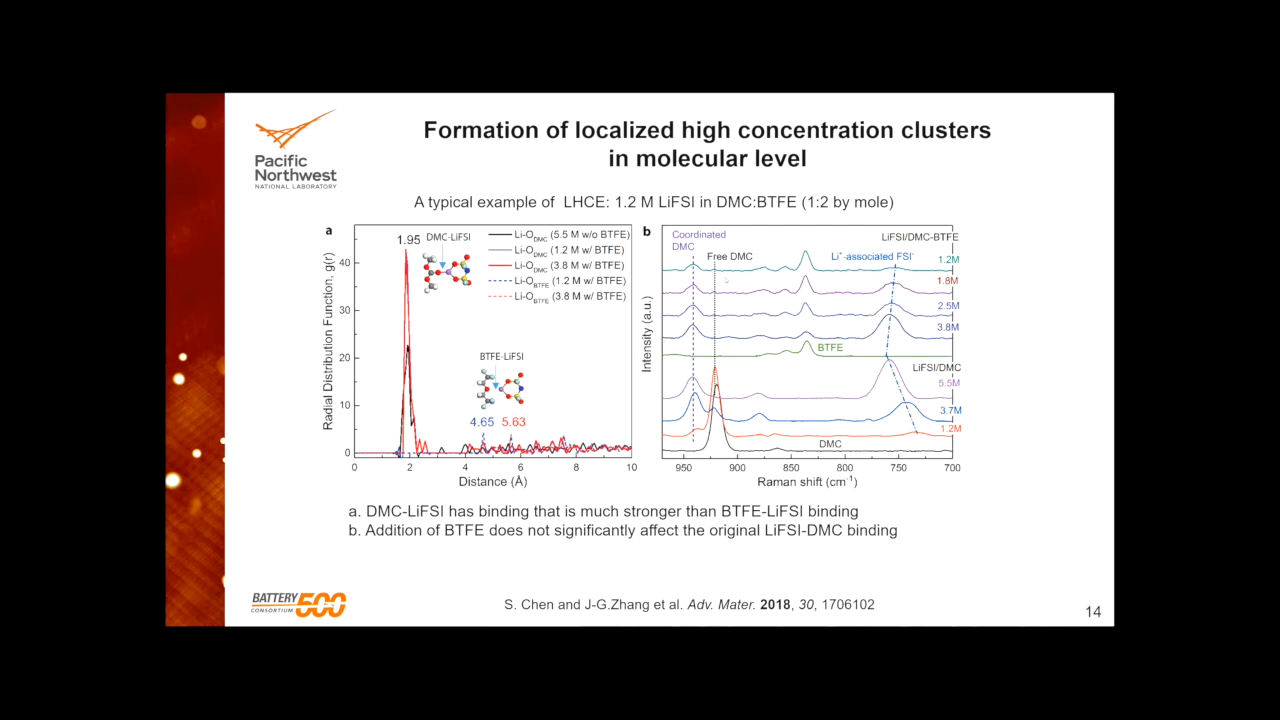 Pacific
Northwest
NATIONAL LABORATORY
Formation of localized high concentration clusters
in molecular level
A typical example of LHCE: 1.2 M LiFSI in DMC:BTFE (1:2 by mole)
a
1.95
DMC-LiFSI
Li-O_DMC (5.5 M w/o BTFE)
Li-O_DMC (1.2 M w/ BTFE)
Li-O_DMC (3.8 M w/ BTFE)
Li-O_BTFE (1.2 M w/ BTFE)
Li-O_BTFE (3.8 M w/ BTFE)
BTFE-LiFSI
4.65 5.63
Radial Distribution Function, g(r)
40
30
20
10
0
0 2 4 6 8 10
Distance (Å)
b
Coordinated
DMC
Free DMC
LiFSI/DMC-BTFE
Li⁺-associated FSI⁻
1.2M
1.8M
2.5M
3.8M
BTFE
LiFSI/DMC
5.5M
3.7M
1.2M
DMC
Intensity (a.u.)
950 900 850 800 750 700
Raman shift (cm⁻¹)
a. DMC-LiFSI has binding that is much stronger than BTFE-LiFSI binding
b. Addition of BTFE does not significantly affect the original LiFSI-DMC binding
BATTERY
CONSORTIUM 500
S. Chen and J-G.Zhang et al. Adv. Mater. 2018, 30, 1706102
14